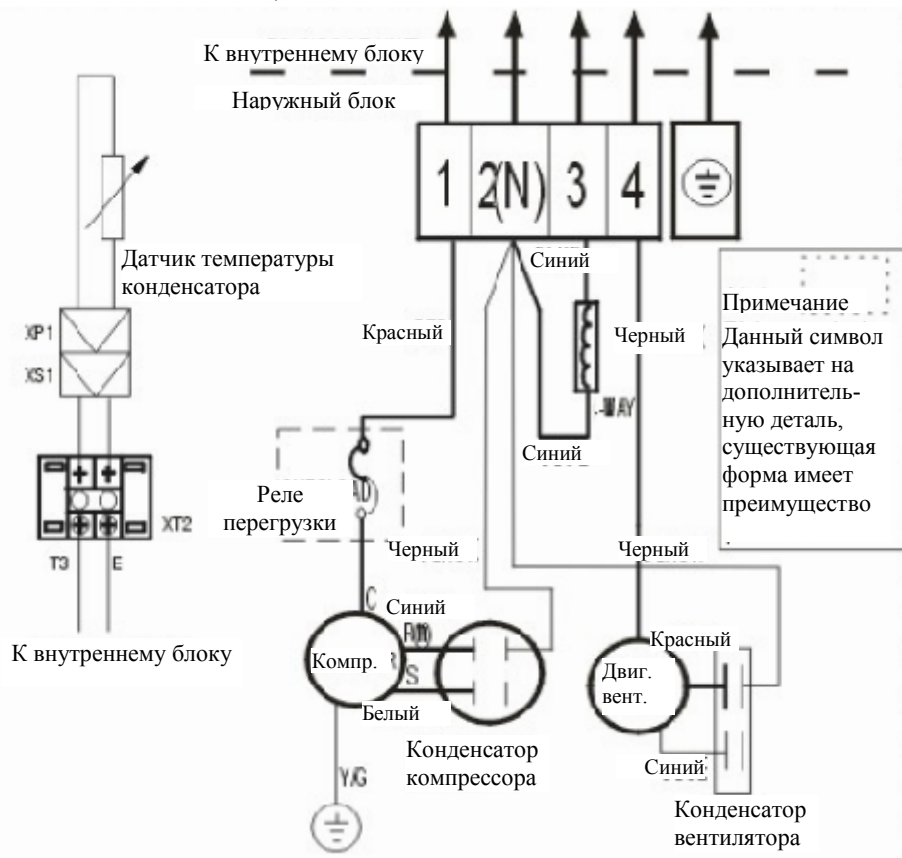 К внутреннему блоку
Наружный блок
1 2(N) 3 4
Датчик температуры
конденсатора
Синий
Примечание
Данный символ
указывает на
дополнитель-
ную деталь,
существующая
форма имеет
преимущество
.
XP1
XS1
Красный
Черный
-WAY
Синий
Реле
перегрузки
XT2
T3 E
Черный
Черный
C
Синий
Компр.
S
Белый
Красный
Двиг.
вент.
Синий
К внутреннему блоку
Конденсатор
компрессора
Y/G
Конденсатор
вентилятора